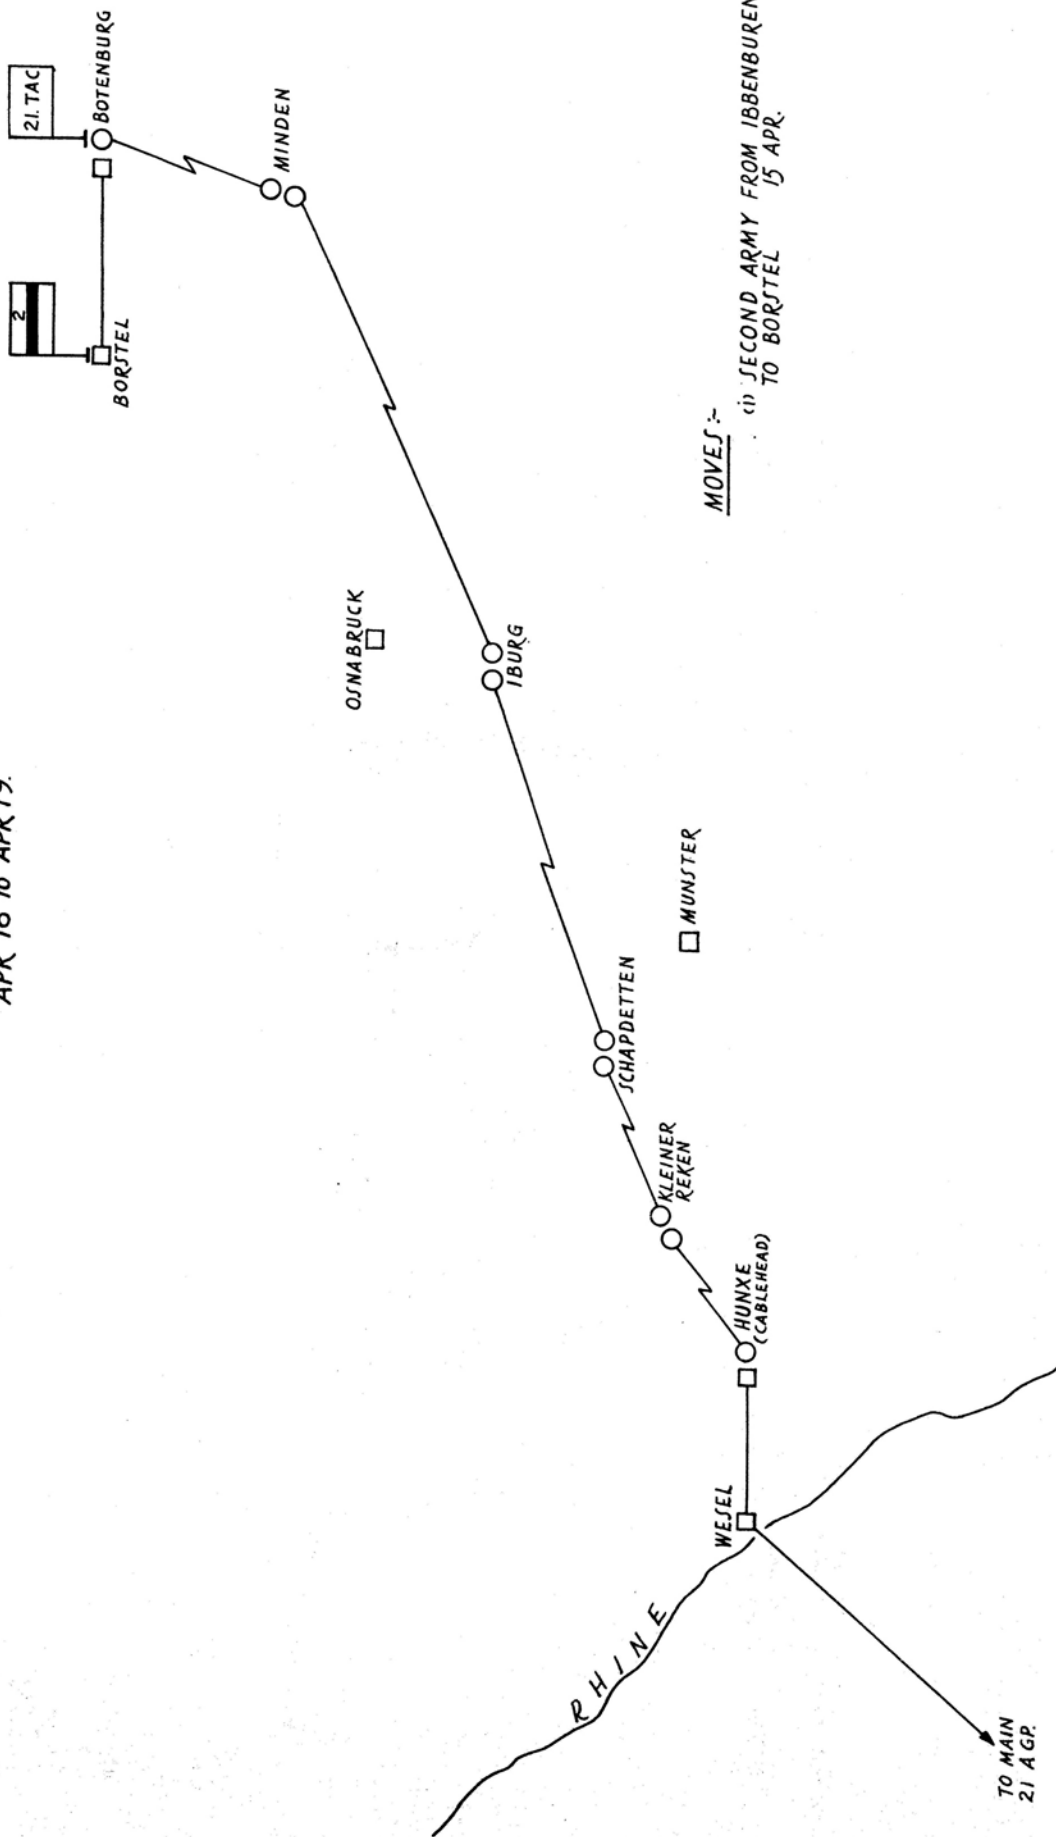 APR 16 TO APR 19.
2
BORSTEL
21. TAC
BOTENBURG
MINDEN
OSNABRUCK
IBURG
MUNSTER
SCHAPDETTEN
KLEINER
REKEN
HUNXE
(CABLEHEAD)
WESEL
RHINE
TO MAIN
21 A GP.
MOVES:-
(i) SECOND ARMY FROM IBBENBUREN
TO BORSTEL 15 APR.